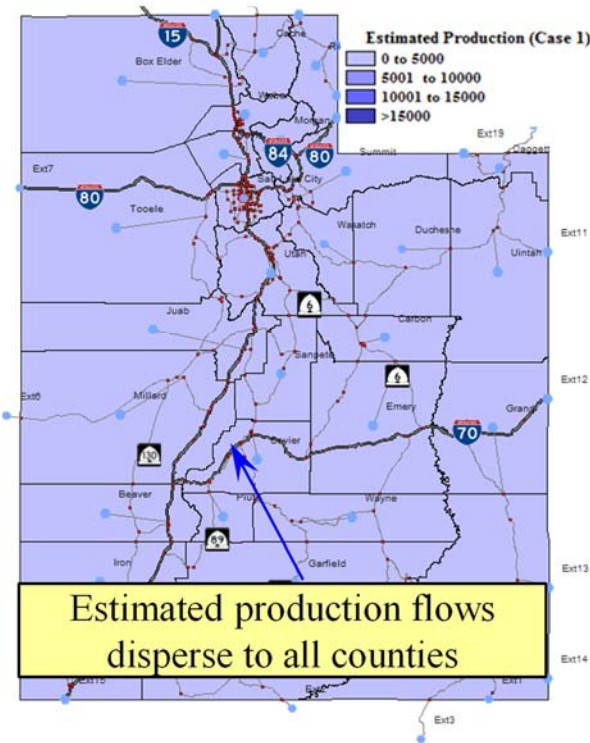 Estimated Production (Case 1)
0 to 5000
5001 to 10000
10001 to 15000
>15000
15
Cache
Box Elder
Morgan
Ext19
Daggett
84
80
Summit
Ext7
Salt Lake City
80
Tooele
Wasatch
Duchesne
Ext11
Utah
Uintah
Juab
6
Carbon
Sanpete
6
Ext12
Ext6
Millard
Emery
Grand
70
Sevier
130
Beaver
Piute
Wayne
89
Iron
Garfield
Ext13
Estimated production flows
disperse to all counties
Ext14
Ext15
Ext1
Ext3